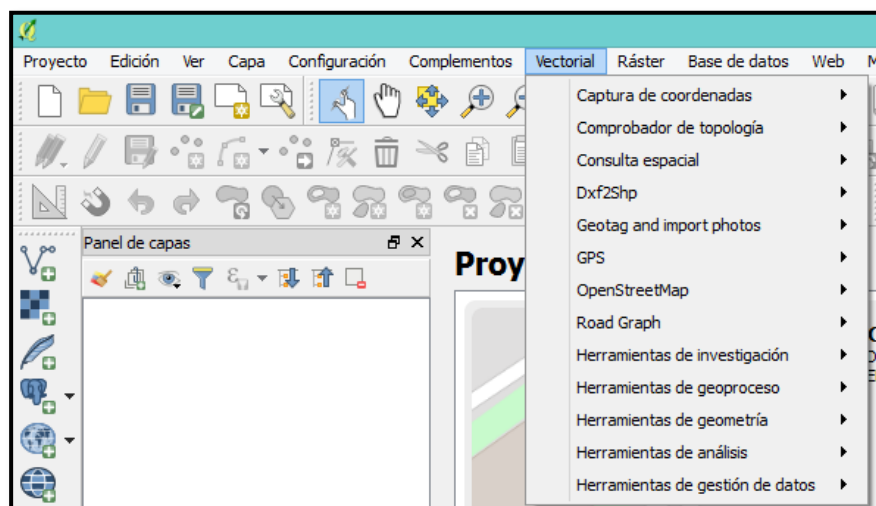 Proyecto Edición Ver Capa Configuración Complementos Vectorial Ráster Base de datos Web
Captura de coordenadas
Comprobador de topología
Consulta espacial
Dxf2Shp
Geotag and import photos
GPS
OpenStreetMap
Road Graph
Herramientas de investigación
Herramientas de geoproceso
Herramientas de geometría
Herramientas de análisis
Herramientas de gestión de datos
Panel de capas
Proy